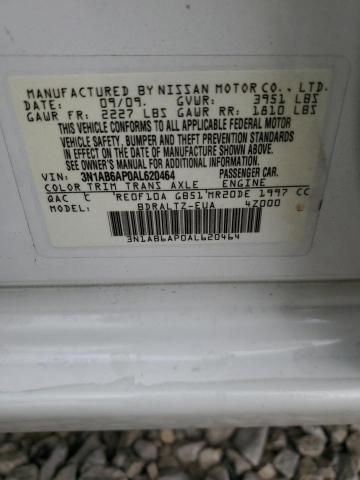 MANUFACTURED BY NISSAN MOTOR CO., LTD.
DATE: 09/09. GVWR: 3951 LBS
GAWR FR: 2227 LBS GAWR RR: 1810 LBS
THIS VEHICLE CONFORMS TO ALL APPLICABLE FEDERAL MOTOR
VEHICLE SAFETY, BUMPER AND THEFT PREVENTION STANDARDS
IN EFFECT ON THE DATE OF MANUFACTURE SHOWN ABOVE.
SEE OWNER'S MANUAL FOR ADDITIONAL INFORMATION.
VIN: 3N1AB6AP0AL620464 PASSENGER CAR.
COLOR TRIM TRANS AXLE ENGINE
QAC C RE0F10A GB51 MR20DE 1997 CC
MODEL: BDRALTZ-EUA 4Z000
3N1AB6AP0AL620464